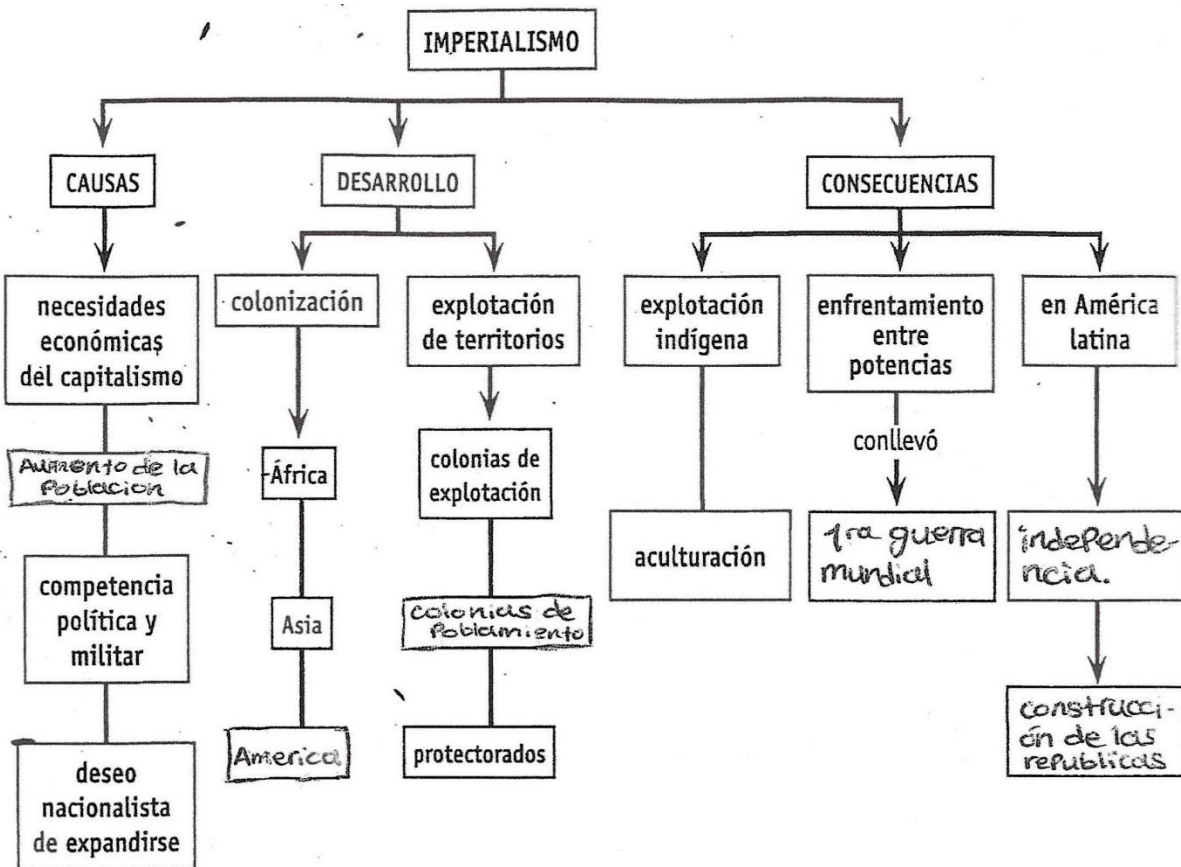 IMPERIALISMO
CAUSAS
DESARROLLO
CONSECUENCIAS
necesidades
económicas
del capitalismo
Aumento de la
Poblacion
competencia
política y
militar
deseo
nacionalista
de expandirse
colonización
África
Asia
America
explotación
de territorios
colonias de
explotación
colonias de
Poblamiento
protectorados
explotación
indígena
aculturación
enfrentamiento
entre
potencias
conllevó
1ra guerra
mundial
en América
latina
independe-
ncia.
construcci-
ón de las
republicas